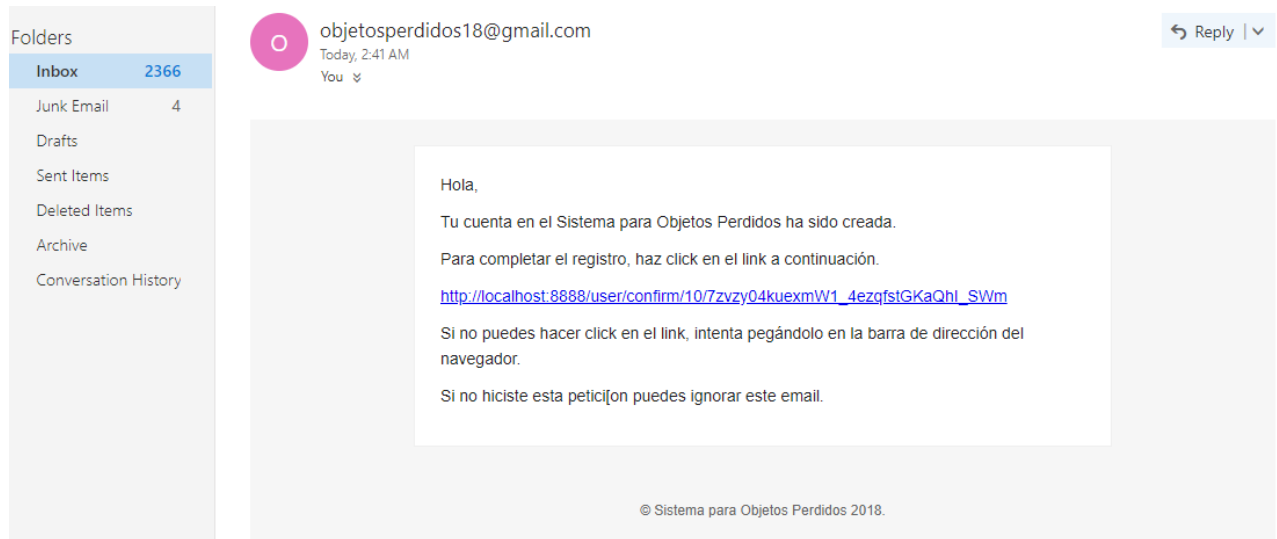 Folders
Inbox 2366
Junk Email 4
Drafts
Sent Items
Deleted Items
Archive
Conversation History
O
objetosperdidos18@gmail.com
Today, 2:41 AM
You
Reply
Hola,
Tu cuenta en el Sistema para Objetos Perdidos ha sido creada.
Para completar el registro, haz click en el link a continuación.
http://localhost:8888/user/confirm/10/7zvzy04kuexmW1_4ezqfstGKaQhI_SWm
Si no puedes hacer click en el link, intenta pegándolo en la barra de dirección del
navegador.
Si no hiciste esta petici[on puedes ignorar este email.
© Sistema para Objetos Perdidos 2018.